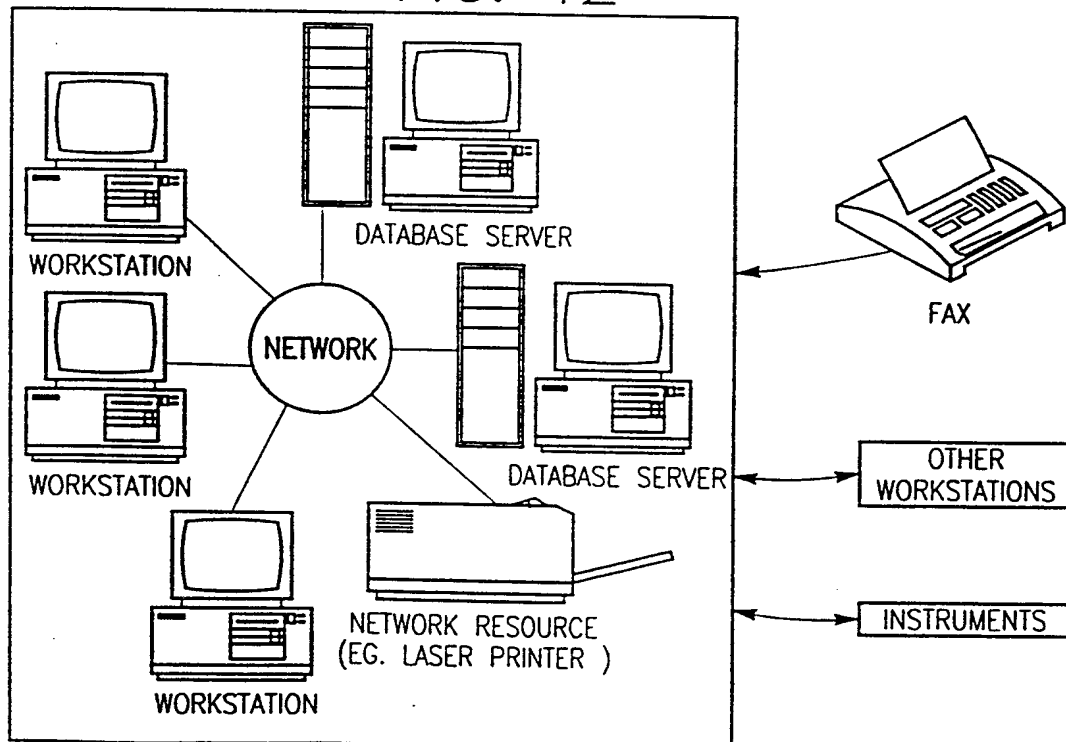 DATABASE SERVER
WORKSTATION
FAX
NETWORK
WORKSTATION
DATABASE SERVER
OTHER
WORKSTATIONS
NETWORK RESOURCE
(EG. LASER PRINTER )
INSTRUMENTS
WORKSTATION